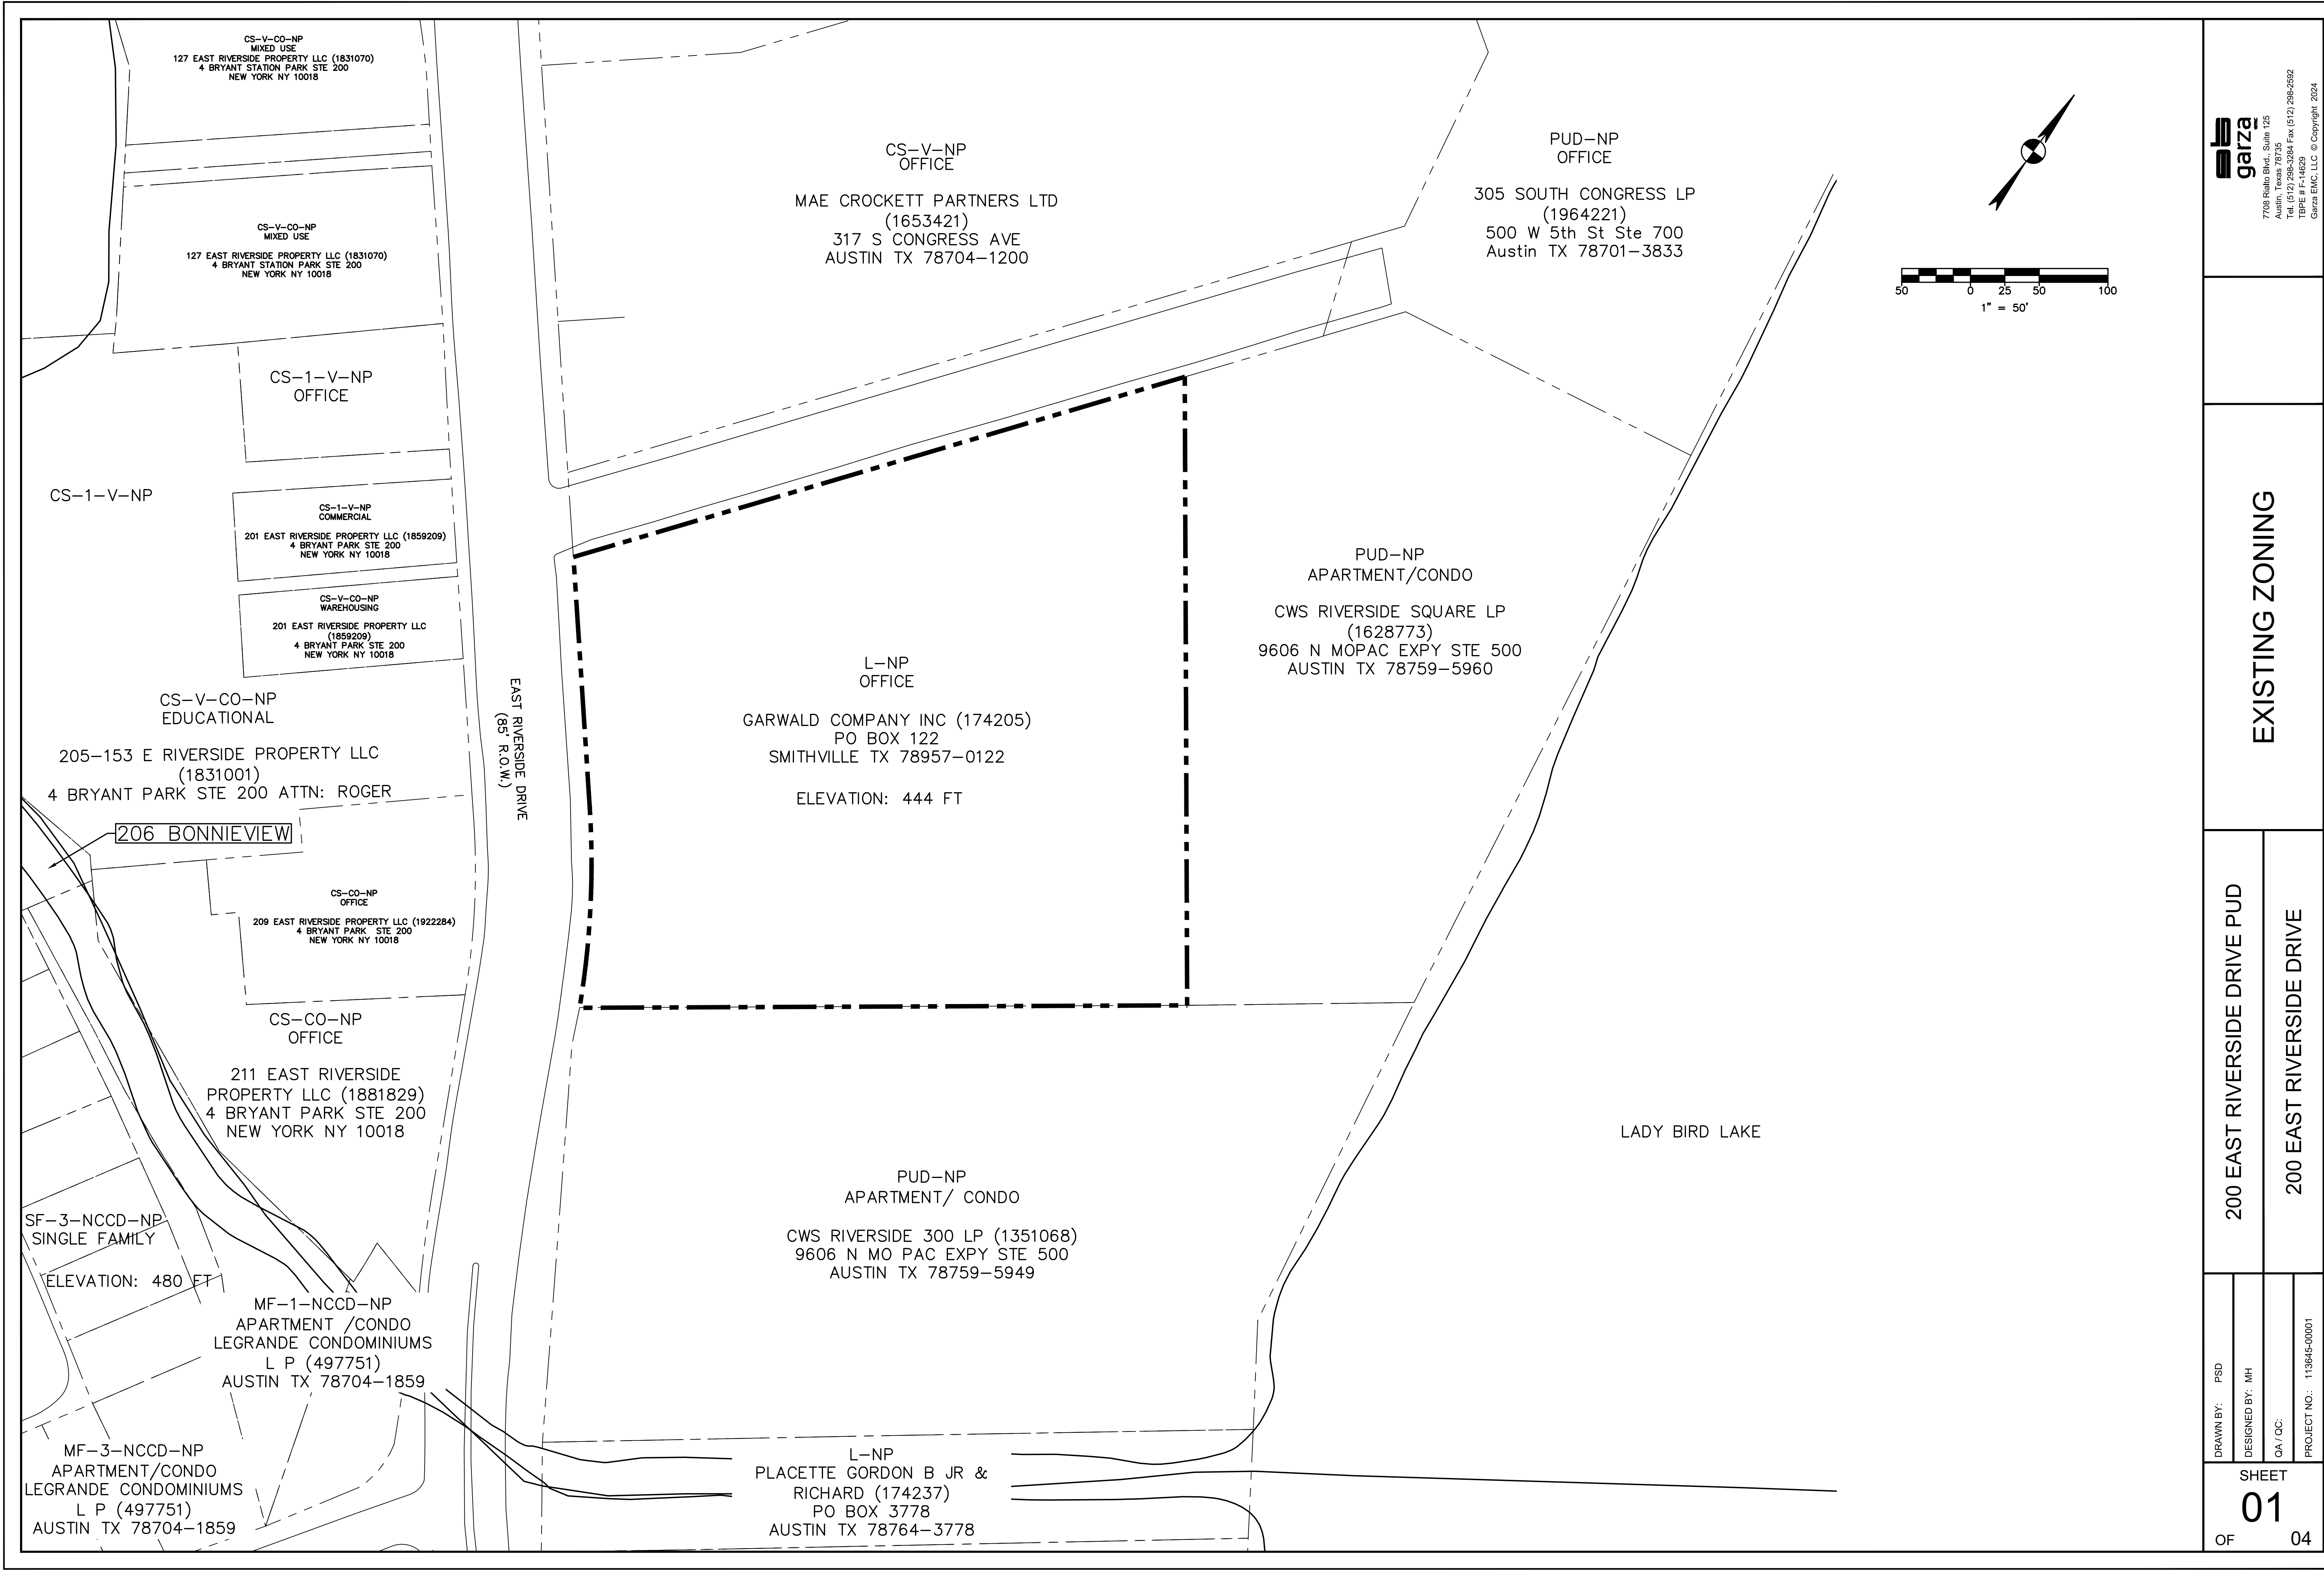 CS-V-CO-NP
MIXED USE
127 EAST RIVERSIDE PROPERTY LLC (1831070)
4 BRYANT STATION PARK STE 200
NEW YORK NY 10018
CS-V-CO-NP
MIXED USE
127 EAST RIVERSIDE PROPERTY LLC (1831070)
4 BRYANT STATION PARK STE 200
NEW YORK NY 10018
CS-1-V-NP
OFFICE
CS-1-V-NP
CS-1-V-NP
COMMERCIAL
201 EAST RIVERSIDE PROPERTY LLC (1859209)
4 BRYANT PARK STE 200
NEW YORK NY 10018
CS-V-CO-NP
WAREHOUSING
201 EAST RIVERSIDE PROPERTY LLC
(1859209)
4 BRYANT PARK STE 200
NEW YORK NY 10018
CS-V-CO-NP
EDUCATIONAL
205-153 E RIVERSIDE PROPERTY LLC
(1831001)
4 BRYANT PARK STE 200 ATTN: ROGER
206 BONNIEVIEW
CS-CO-NP
OFFICE
209 EAST RIVERSIDE PROPERTY LLC (1922284)
4 BRYANT PARK STE 200
NEW YORK NY 10018
CS-CO-NP
OFFICE
211 EAST RIVERSIDE
PROPERTY LLC (1881829)
4 BRYANT PARK STE 200
NEW YORK NY 10018
SF-3-NCCD-NP
SINGLE FAMILY
ELEVATION: 480 FT
MF-1-NCCD-NP
APARTMENT /CONDO
LEGRANDE CONDOMINIUMS
L P (497751)
AUSTIN TX 78704-1859
MF-3-NCCD-NP
APARTMENT/CONDO
LEGRANDE CONDOMINIUMS
L P (497751)
AUSTIN TX 78704-1859
EAST RIVERSIDE DRIVE
(85' R.O.W.)
CS-V-NP
OFFICE
MAE CROCKETT PARTNERS LTD
(1653421)
317 S CONGRESS AVE
AUSTIN TX 78704-1200
PUD-NP
OFFICE
305 SOUTH CONGRESS LP
(1964221)
500 W 5th St Ste 700
Austin TX 78701-3833
L-NP
OFFICE
GARWALD COMPANY INC (174205)
PO BOX 122
SMITHVILLE TX 78957-0122
ELEVATION: 444 FT
PUD-NP
APARTMENT/CONDO
CWS RIVERSIDE SQUARE LP
(1628773)
9606 N MOPAC EXPY STE 500
AUSTIN TX 78759-5960
PUD-NP
APARTMENT/ CONDO
CWS RIVERSIDE 300 LP (1351068)
9606 N MO PAC EXPY STE 500
AUSTIN TX 78759-5949
L-NP
PLACETTE GORDON B JR &
RICHARD (174237)
PO BOX 3778
AUSTIN TX 78764-3778
LADY BIRD LAKE
50 0 25 50 100
1" = 50'
garza
EMC
7708 Rialto Blvd., Suite 125
Austin, Texas 78735
Tel. (512) 298-3284 Fax (512) 298-2592
TBPE # F-14629
Garza EMC, LLC © Copyright 2024
EXISTING ZONING
200 EAST RIVERSIDE DRIVE PUD
200 EAST RIVERSIDE DRIVE
DRAWN BY: PSD
DESIGNED BY: MH
QA / QC:
PROJECT NO.: 113645-00001
SHEET
01
OF 04